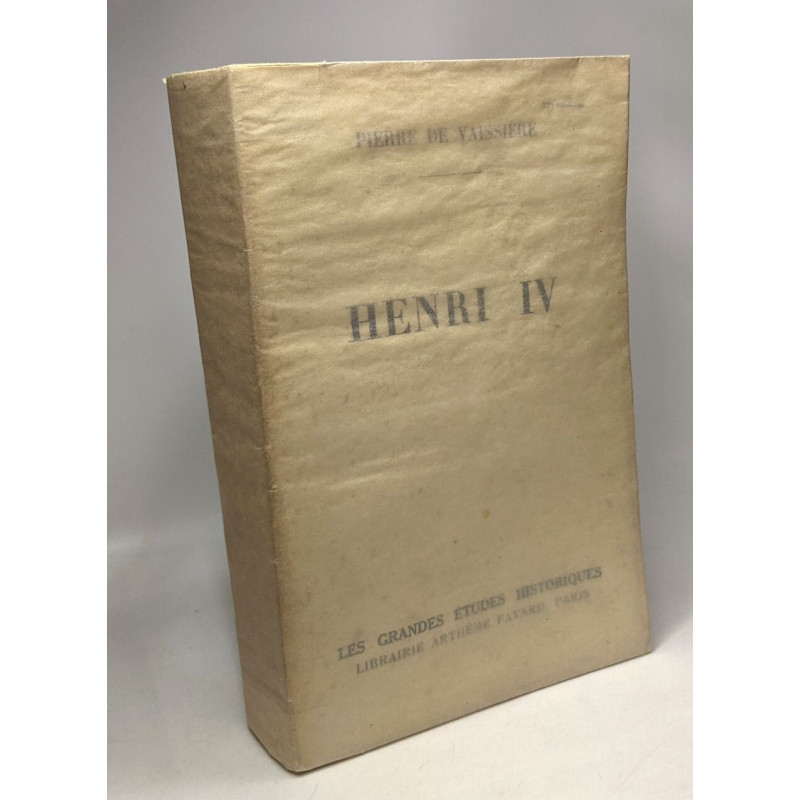 PIERRE DE VAISSIÈRE
HENRI IV
LES GRANDES ÉTUDES HISTORIQUES
LIBRAIRIE ARTHÈME FAYARD, PARIS